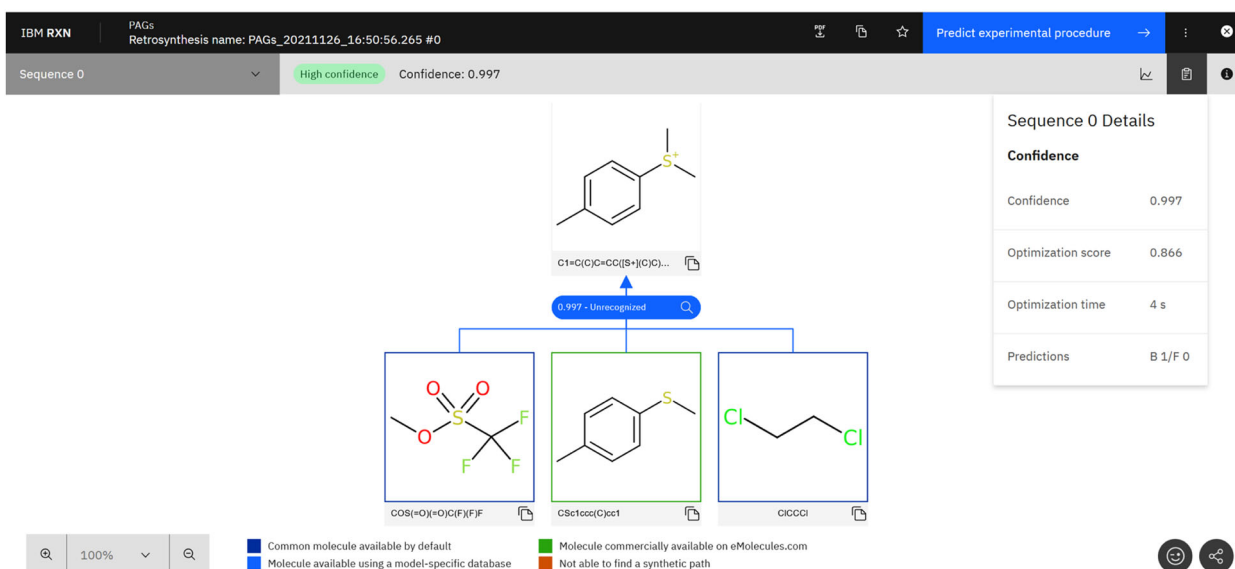 IBM RXN
PAGs
Retrosynthesis name: PAGs_20211126_16:50:56.265 #0
PDF
Predict experimental procedure
Sequence 0
High confidence
Confidence: 0.997
Sequence 0 Details
Confidence
Confidence 0.997
Optimization score 0.866
Optimization time 4 s
Predictions B 1/F 0
S+
C1=C(C)C=CC([S+](C)C)...
0.997 - Unrecognized
O O
S F
O
F F
S
Cl
Cl
COS(=O)(=O)C(F)(F)F
CSc1ccc(C)cc1
ClCCCl
100%
Common molecule available by default
Molecule commercially available on eMolecules.com
Molecule available using a model-specific database
Not able to find a synthetic path